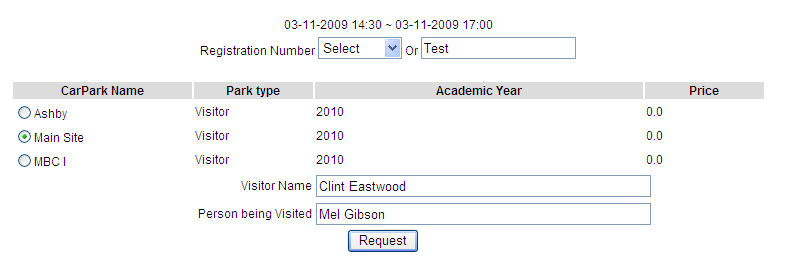 03-11-2009 14:30 ~ 03-11-2009 17:00
Registration Number Select Or Test
CarPark Name Park type Academic Year Price
Ashby Visitor 2010 0.0
Main Site Visitor 2010 0.0
MBC I Visitor 2010 0.0
Visitor Name Clint Eastwood
Person being Visited Mel Gibson
Request